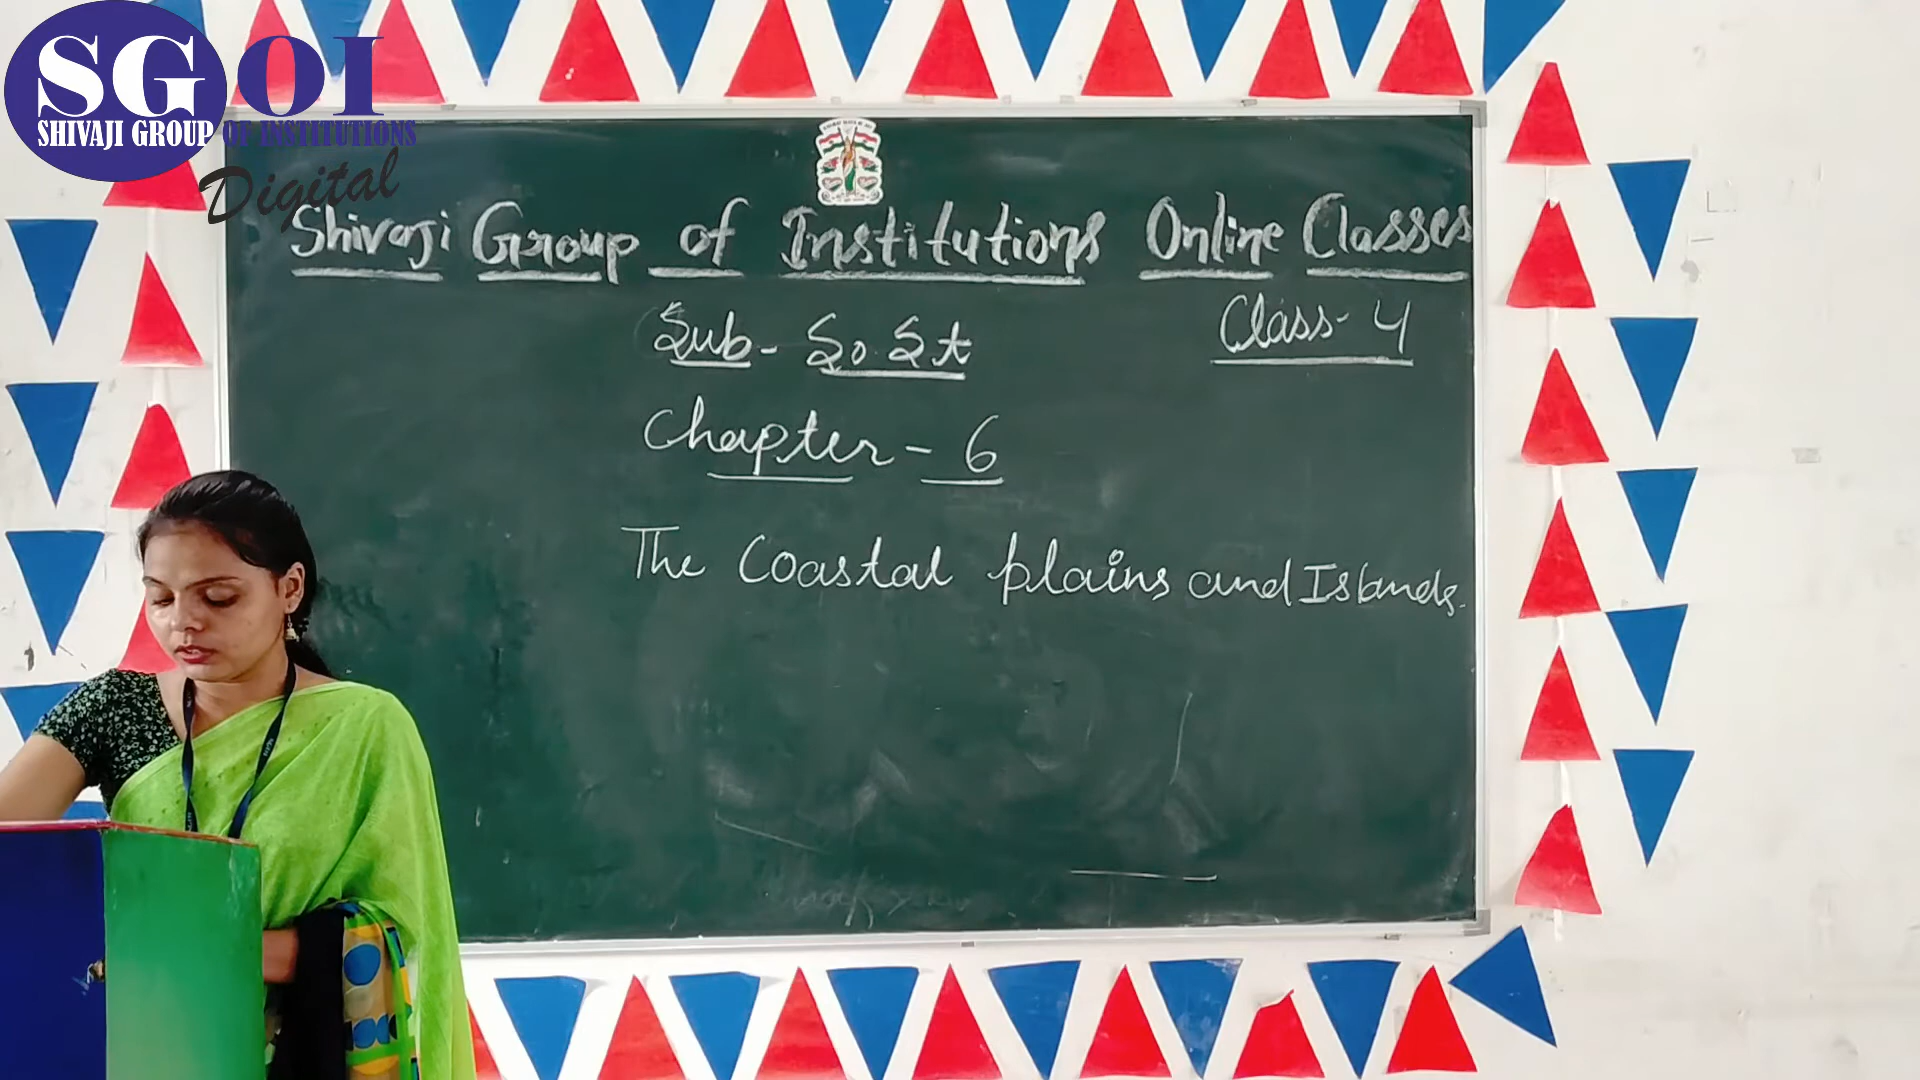 SGOI
SHIVAJI GROUP OF INSTITUTIONS
Digital
Shivaji Group of Institutions Online Classes
Sub - So. St
Class - 4
Chapter - 6
The Coastal plains and Islands.